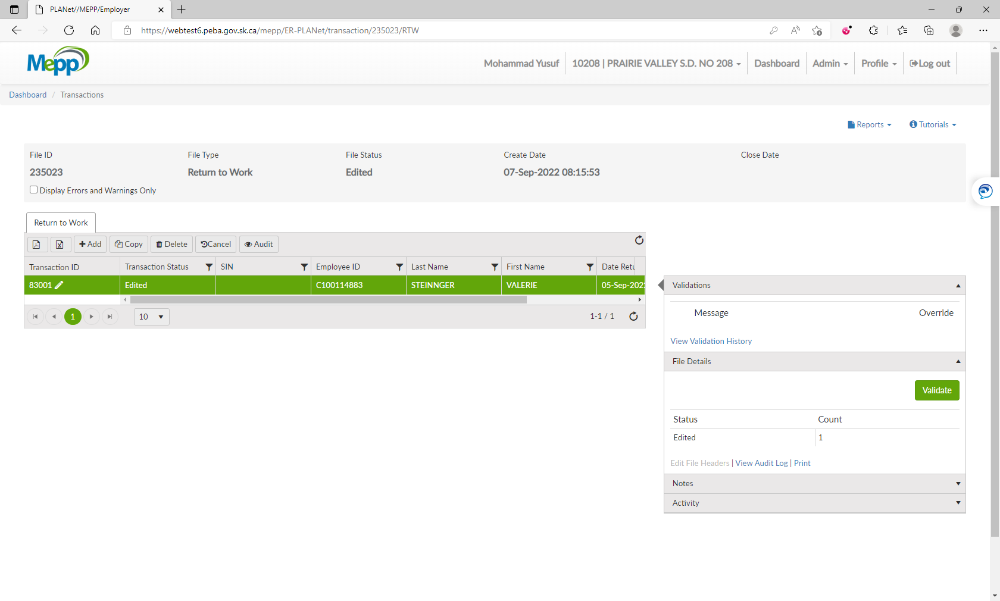 PLANet//MEPP/Employer
https://webtest6.peba.gov.sk.ca/mepp/ER-PLANet/transaction/235023/RTW
Mepp
Mohammad Yusuf
10208 | PRAIRIE VALLEY S.D. NO 208
Dashboard
Admin
Profile
Log out
Dashboard / Transactions
Reports
Tutorials
File ID
File Type
File Status
Create Date
Close Date
235023
Return to Work
Edited
07-Sep-2022 08:15:53
Display Errors and Warnings Only
Return to Work
Add
Copy
Delete
Cancel
Audit
Transaction ID
Transaction Status
SIN
Employee ID
Last Name
First Name
Date Retu
83001
Edited
C100114883
STEINNGER
VALERIE
05-Sep-2022
1
10
1-1 / 1
Validations
Message
Override
View Validation History
File Details
Validate
Status
Count
Edited
1
Edit File Headers | View Audit Log | Print
Notes
Activity